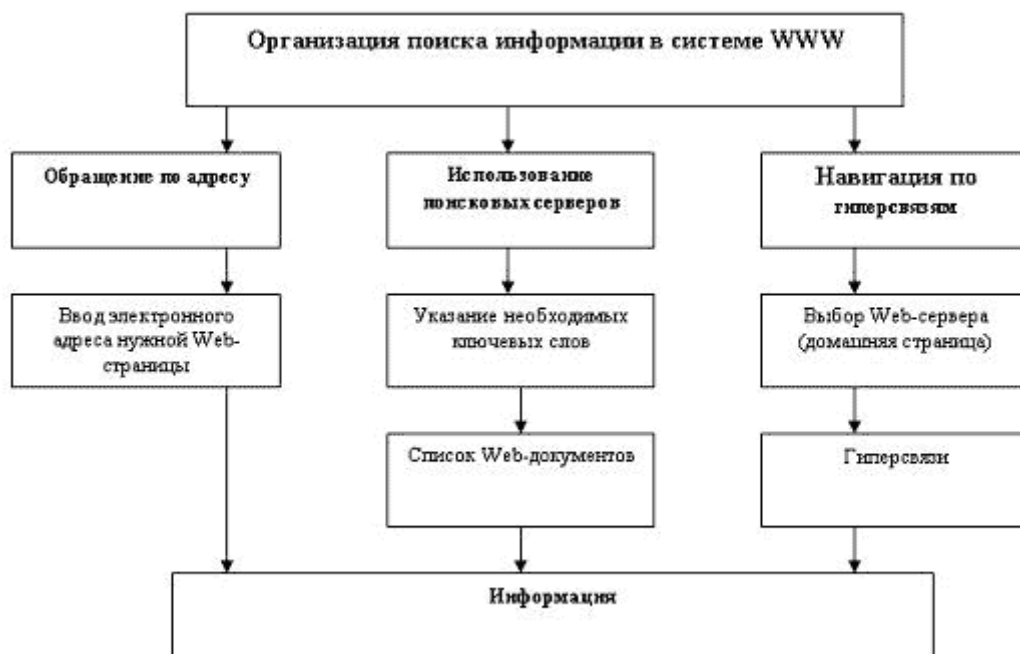 Организация поиска информации в системе WWW
Обращение по адресу
Использование
поисковых серверов
Навигация по
гиперсвязям
Ввод электронного
адреса нужной Web-
страницы
Указание необходимых
ключевых слов
Выбор Web-сервера
(домашняя страница)
Список Web-документов
Гиперсвязи
Информация